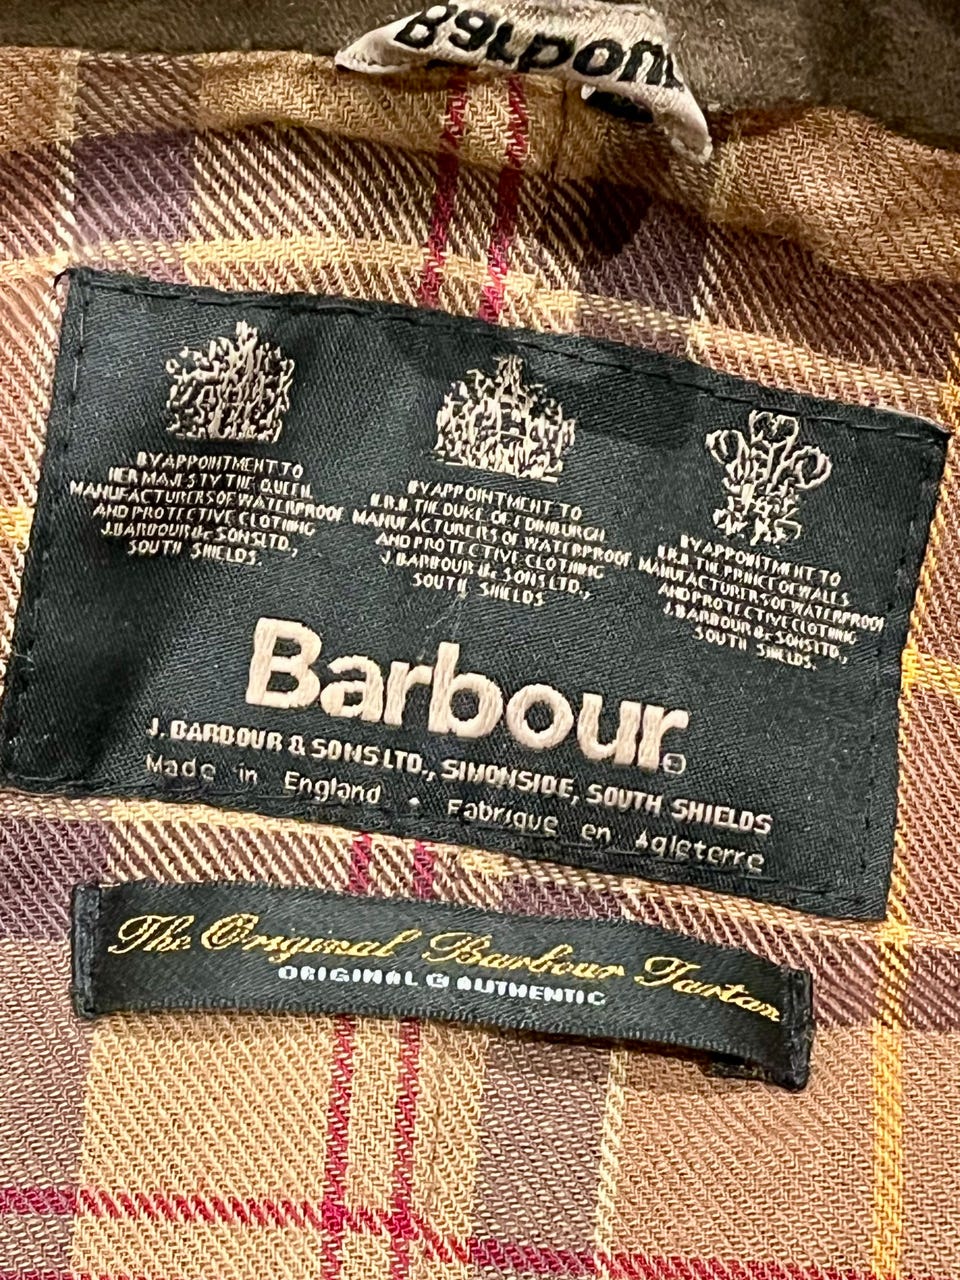 Barbour
BY APPOINTMENT TO
HER MAJESTY THE QUEEN
MANUFACTURERS OF WATERPROOF
AND PROTECTIVE CLOTHING
J.BARBOUR & SONS LTD.,
SOUTH SHIELDS.
BY APPOINTMENT TO
H.R.H. THE DUKE OF EDINBURGH
MANUFACTURERS OF WATERPROOF
AND PROTECTIVE CLOTHING
J.BARBOUR & SONS LTD.,
SOUTH SHIELDS
BY APPOINTMENT TO
H.R.H. THE PRINCE OF WALES
MANUFACTURERS OF WATERPROOF
AND PROTECTIVE CLOTHING
J.BARBOUR & SONS LTD.,
SOUTH SHIELDS.
Barbour®
J. BARBOUR & SONS LTD., SIMONSIDE, SOUTH SHIELDS
Made in England • Fabrique en Agleterre
The Original Barbour Tartan
ORIGINAL & AUTHENTIC